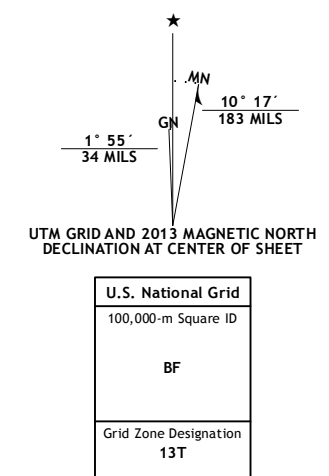 MN
GN
10° 17´
183 MILS
1° 55´
34 MILS
UTM GRID AND 2013 MAGNETIC NORTH
DECLINATION AT CENTER OF SHEET
U.S. National Grid
100,000-m Square ID
BF
Grid Zone Designation
13T